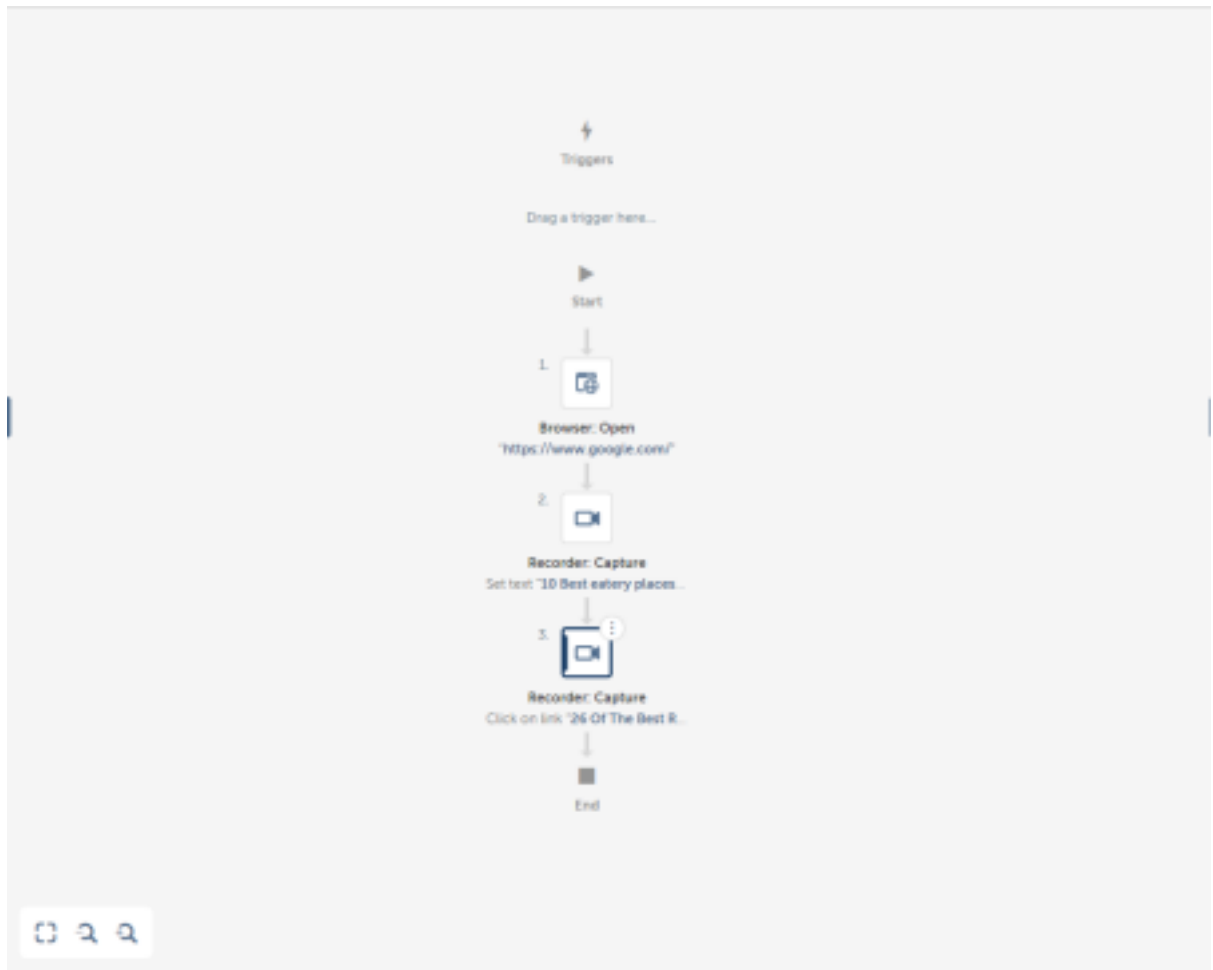 Triggers
Drag a trigger here...
Start
1.
Browser: Open
"https://www.google.com/"
2.
Recorder: Capture
Set text "10 Best eatery places...
3.
Recorder: Capture
Click on link "26 Of The Best R...
End